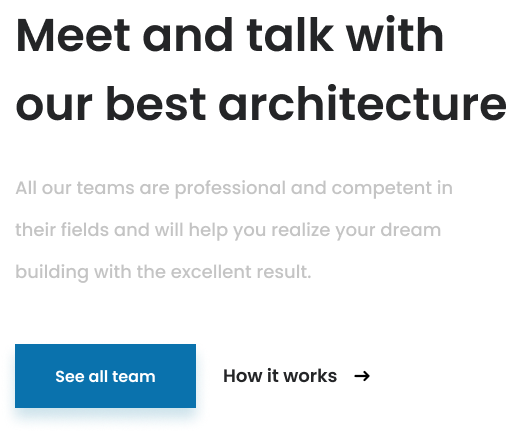 Meet and talk with
our best architecture
All our teams are professional and competent in
their fields and will help you realize your dream
building with the excellent result.
See all team
How it works →